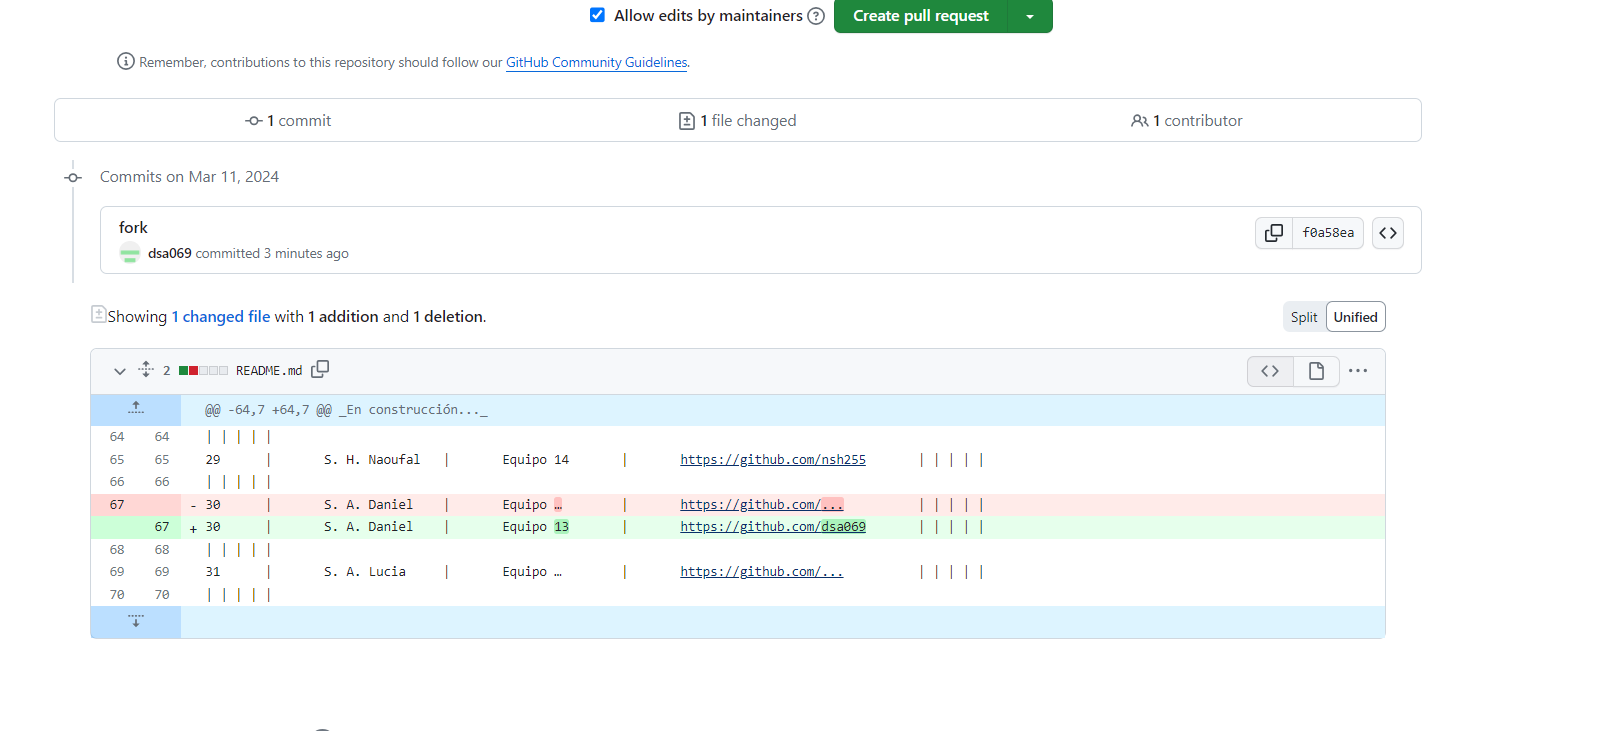 Allow edits by maintainers Create pull request
Remember, contributions to this repository should follow our GitHub Community Guidelines.
1 commit 1 file changed 1 contributor
Commits on Mar 11, 2024
fork
dsa069 committed 3 minutes ago f0a58ea
Showing 1 changed file with 1 addition and 1 deletion. Split Unified
2 README.md
@@ -64,7 +64,7 @@ _En construcción..._
64 64 | | | | |
65 65 29 | S. H. Naoufal | Equipo 14 | https://github.com/nsh255 | | | | |
66 66 | | | | |
67 - 30 | S. A. Daniel | Equipo … | https://github.com/... | | | | |
67 + 30 | S. A. Daniel | Equipo 13 | https://github.com/dsa069 | | | | |
68 68 | | | | |
69 69 31 | S. A. Lucia | Equipo … | https://github.com/... | | | | |
70 70 | | | | |